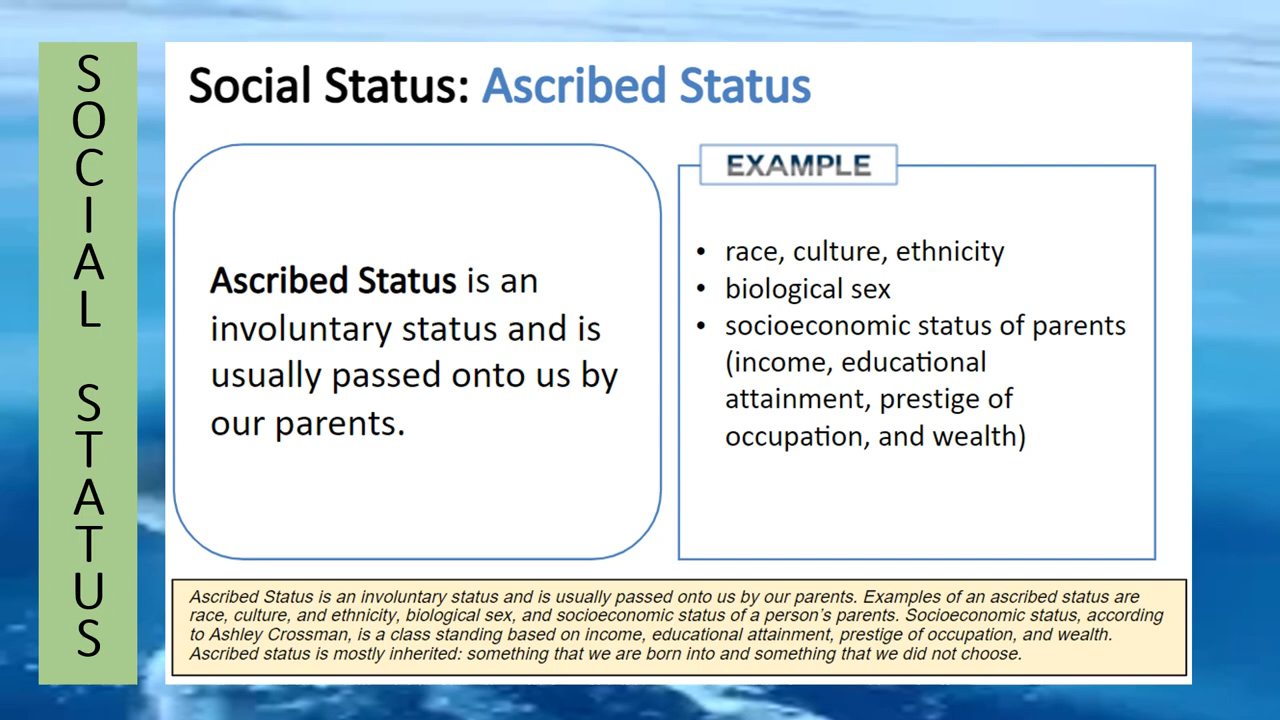 SOCIAL STATUS
Social Status: Ascribed Status
Ascribed Status is an
involuntary status and is
usually passed onto us by
our parents.
EXAMPLE
• race, culture, ethnicity
• biological sex
• socioeconomic status of parents
(income, educational
attainment, prestige of
occupation, and wealth)
Ascribed Status is an involuntary status and is usually passed onto us by our parents. Examples of an ascribed status are
race, culture, and ethnicity, biological sex, and socioeconomic status of a person’s parents. Socioeconomic status, according
to Ashley Crossman, is a class standing based on income, educational attainment, prestige of occupation, and wealth.
Ascribed status is mostly inherited: something that we are born into and something that we did not choose.